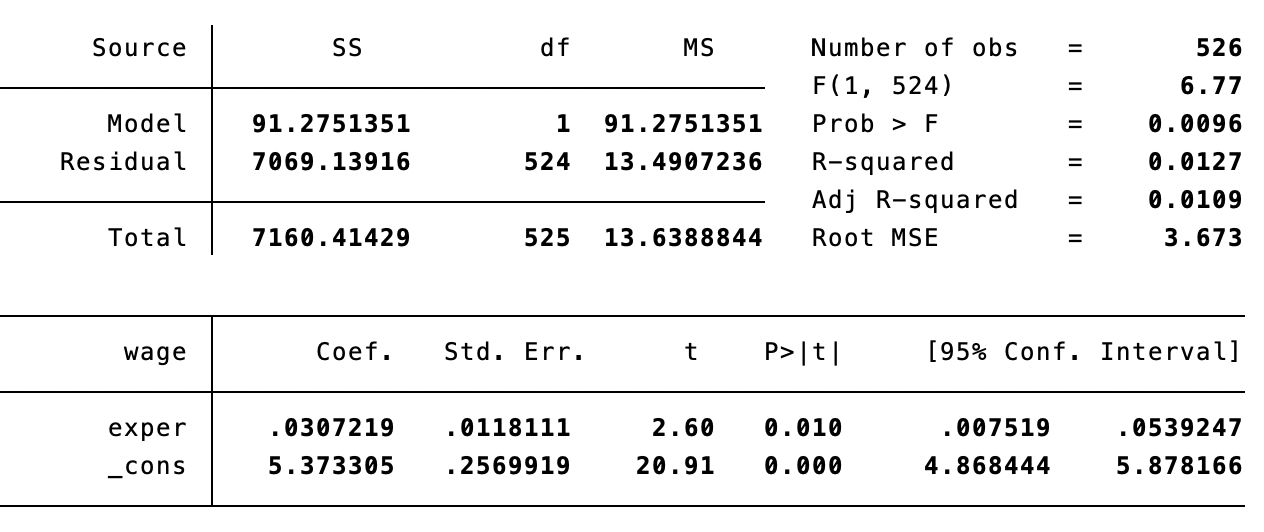 Source SS df MS Number of obs = 526
F(1, 524) = 6.77
Model 91.2751351 1 91.2751351 Prob > F = 0.0096
Residual 7069.13916 524 13.4907236 R-squared = 0.0127
Adj R-squared = 0.0109
Total 7160.41429 525 13.6388844 Root MSE = 3.673
wage Coef. Std. Err. t P>|t| [95% Conf. Interval]
exper .0307219 .0118111 2.60 0.010 .007519 .0539247
_cons 5.373305 .2569919 20.91 0.000 4.868444 5.878166